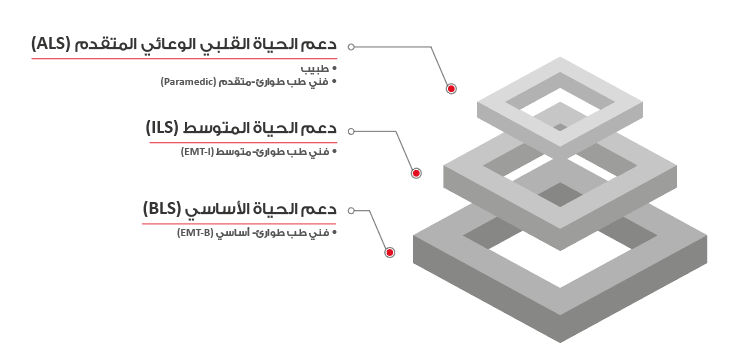 دعم الحياة القلبي الوعائي المتقدم (ALS)
• طبيب
• فني طب طوارئ-متقدم (Paramedic)
دعم الحياة المتوسط (ILS)
• فني طب طوارئ-متوسط (EMT-I)
دعم الحياة الأساسي (BLS)
• فني طب طوارئ- أساسي (EMT-B)